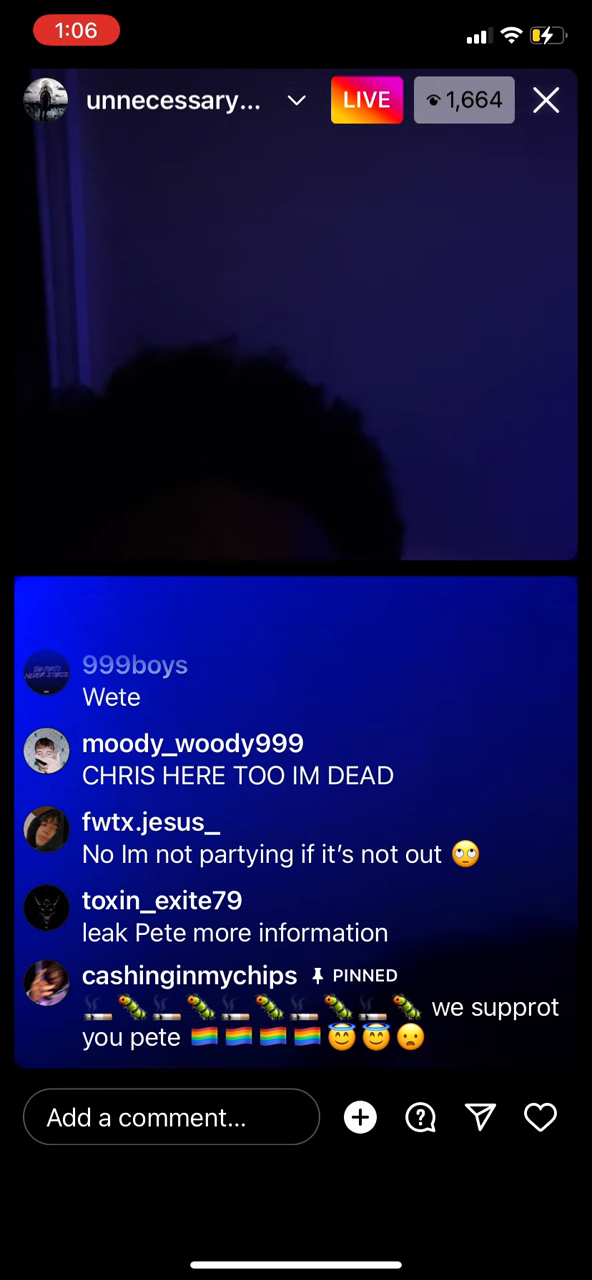 1:06
unnecessary...
LIVE
1,664
999boys
Wete
moody_woody999
CHRIS HERE TOO IM DEAD
fwtx.jesus_
No Im not partying if it’s not out 🙄
toxin_exite79
leak Pete more information
cashinginmychips PINNED
🚬🐛🚬🐛🚬🐛🚬🐛🚬🐛 we supprot
you pete 🏳️‍🌈🏳️‍🌈🏳️‍🌈🏳️‍🌈😇😇😦
Add a comment...